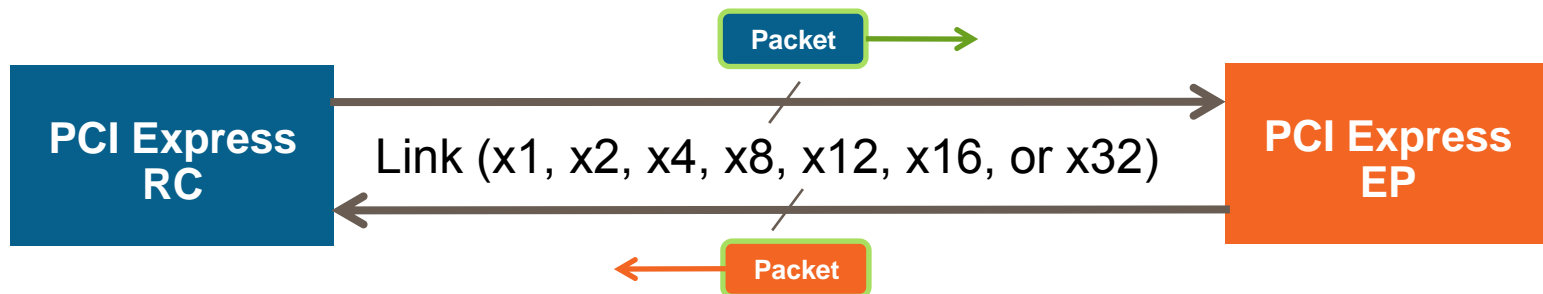 Packet
PCI Express
RC
Link (x1, x2, x4, x8, x12, x16, or x32)
PCI Express
EP
Packet